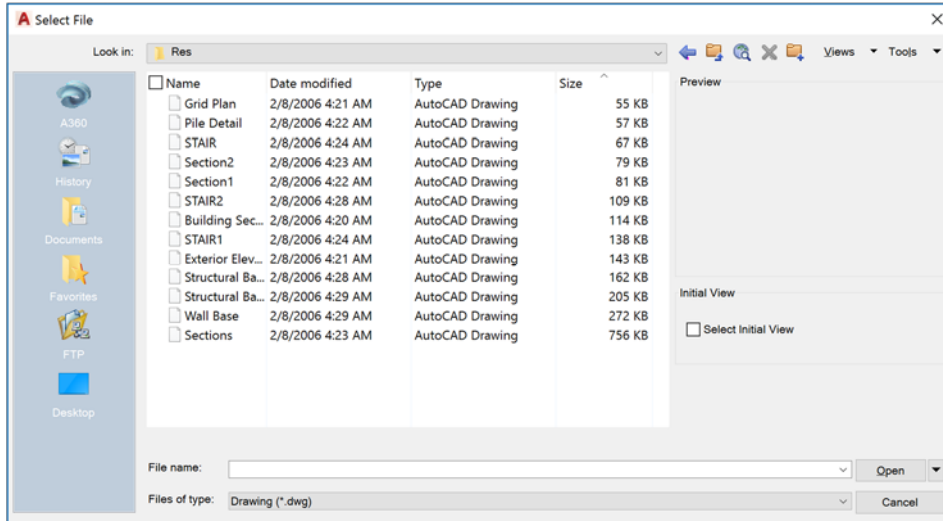 Select File
Look in: Res Views Tools
Name Date modified Type Size
Grid Plan 2/8/2006 4:21 AM AutoCAD Drawing 55 KB
Pile Detail 2/8/2006 4:22 AM AutoCAD Drawing 57 KB
STAIR 2/8/2006 4:24 AM AutoCAD Drawing 67 KB
Section2 2/8/2006 4:23 AM AutoCAD Drawing 79 KB
Section1 2/8/2006 4:22 AM AutoCAD Drawing 81 KB
STAIR2 2/8/2006 4:28 AM AutoCAD Drawing 109 KB
Building Sec... 2/8/2006 4:20 AM AutoCAD Drawing 114 KB
STAIR1 2/8/2006 4:24 AM AutoCAD Drawing 138 KB
Exterior Elev... 2/8/2006 4:21 AM AutoCAD Drawing 143 KB
Structural Ba... 2/8/2006 4:28 AM AutoCAD Drawing 162 KB
Structural Ba... 2/8/2006 4:29 AM AutoCAD Drawing 205 KB
Wall Base 2/8/2006 4:29 AM AutoCAD Drawing 272 KB
Sections 2/8/2006 4:23 AM AutoCAD Drawing 756 KB
A360
History
Documents
Favorites
FTP
Desktop
Preview
Initial View
Select Initial View
File name: Open
Files of type: Drawing (*.dwg) Cancel